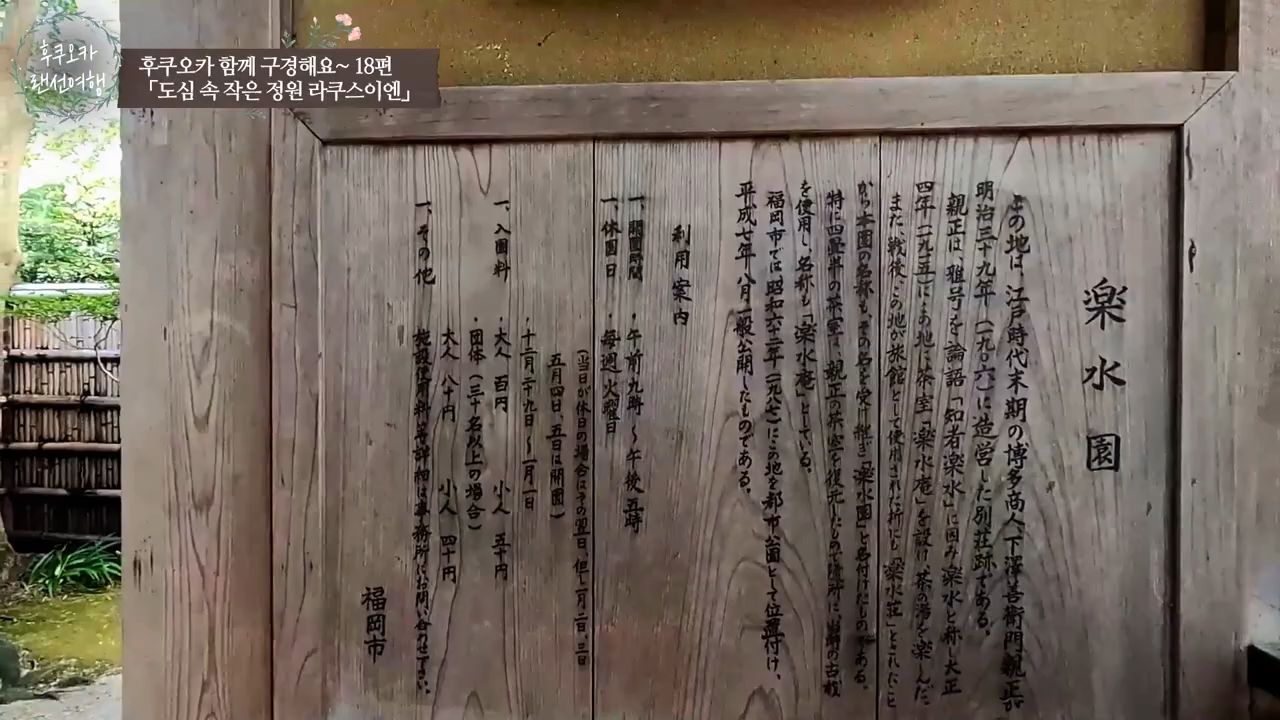 후쿠오카
랜선여행
후쿠오카 함께 구경해요~ 18편
「도심 속 작은 정원 라쿠스이엔」
楽水園
この地は、江戸時代末期の博多商人、下澤善衛門親正が
明治三十九年（一九〇六）に造営した別荘跡である。
親正は、雅号を論語「知者楽水」に因み楽水と称し大正
四年（一九一五）にこの地に茶室「楽水庵」を設け、茶の湯を楽んだ。
また、戦後、この地が旅館として使用された折にも「楽水荘」とされたこと
から本園の名称も、その名を受け継ぎ「楽水園」と名付けたものである。
特に四畳半の茶室は、親正の茶室を復元したもので随所に、当時の古材
を使用し、名称も「楽水庵」としている。
福岡市では、昭和六十二年（一九八七）にこの地を都市公園として位置付け、
平成七年八月一般公開したものである。
利用案内
一、開園時間 ・午前九時～午後五時
一、休園日 ・毎週火曜日
（当日が休日の場合はその翌日、但し一月二日、三日
五月四日、五日は開園）
・十二月二十九日～一月一日
一、入園料 ・大人 百円 小人 五十円
・団体（三十名以上の場合）
大人 八十円 小人 四十円
一、その他 施設使用料等詳細は事務所にお問い合わせ下さい。
福岡市